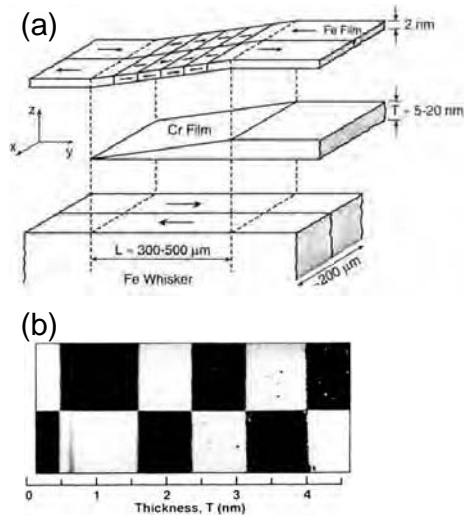 (a)
Fe Film
2 nm
z
x
y
Cr Film
T = 5-20 nm
L = 300-500 μm
~200 μm
Fe Whisker
(b)
0 1 2 3 4
Thickness, T (nm)